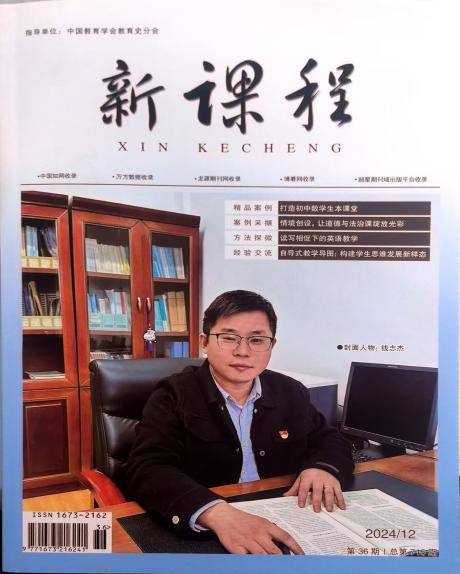 指导单位：中国教育学会教育史分会
新课程
XIN KECHENG
•中国知网收录 •万方数据收录 •龙源期刊网收录 •博看网收录 •超星期刊域出版平台收录
精品案例 打造初中数学生本课堂
案例采撷 情境创设，让道德与法治课绽放光彩
方法探微 读写相促下的英语教学
经验交流 自导式教学导图：构建学生思维发展新样态
●封面人物：钱志杰
ISSN 1673-2162
36
9 771673 216241
2024/12
第36期 | 总第